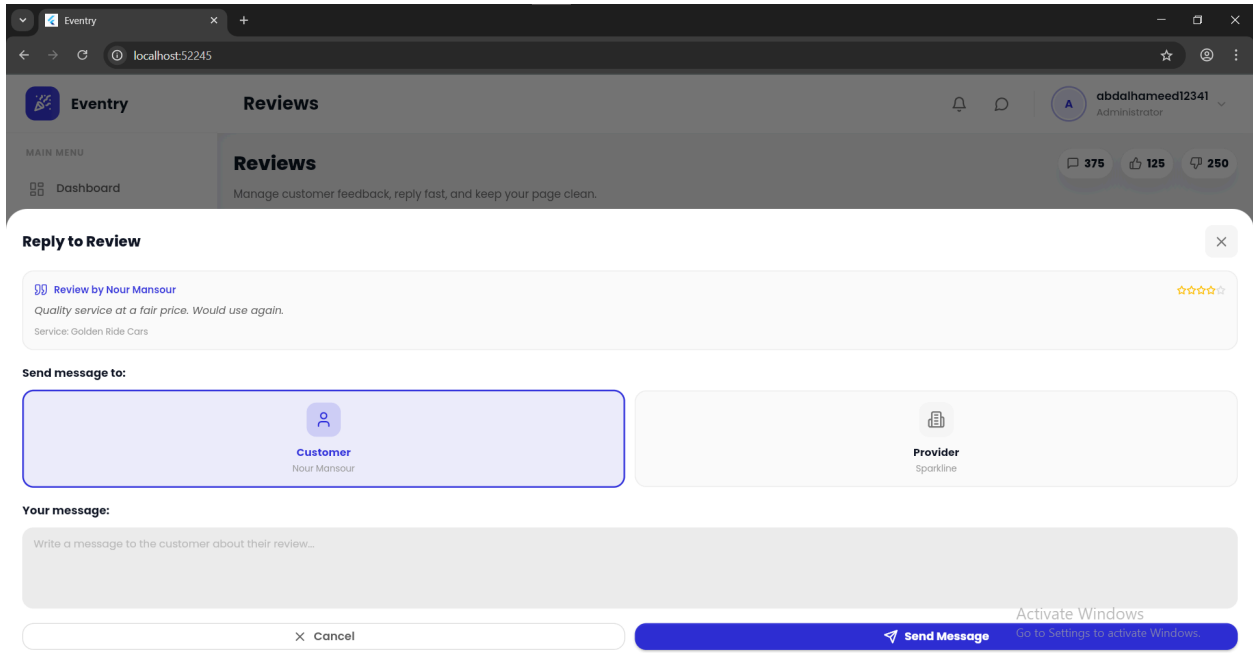 Eventry
localhost:52245
Eventry
Reviews
A
abdalhameed12341
Administrator
MAIN MENU
Dashboard
Reviews
Manage customer feedback, reply fast, and keep your page clean.
375
125
250
Reply to Review
Review by Nour Mansour
Quality service at a fair price. Would use again.
Service: Golden Ride Cars
Send message to:
Customer
Nour Mansour
Provider
Sparkline
Your message:
Write a message to the customer about their review...
Cancel
Send Message
Activate Windows
Go to Settings to activate Windows.